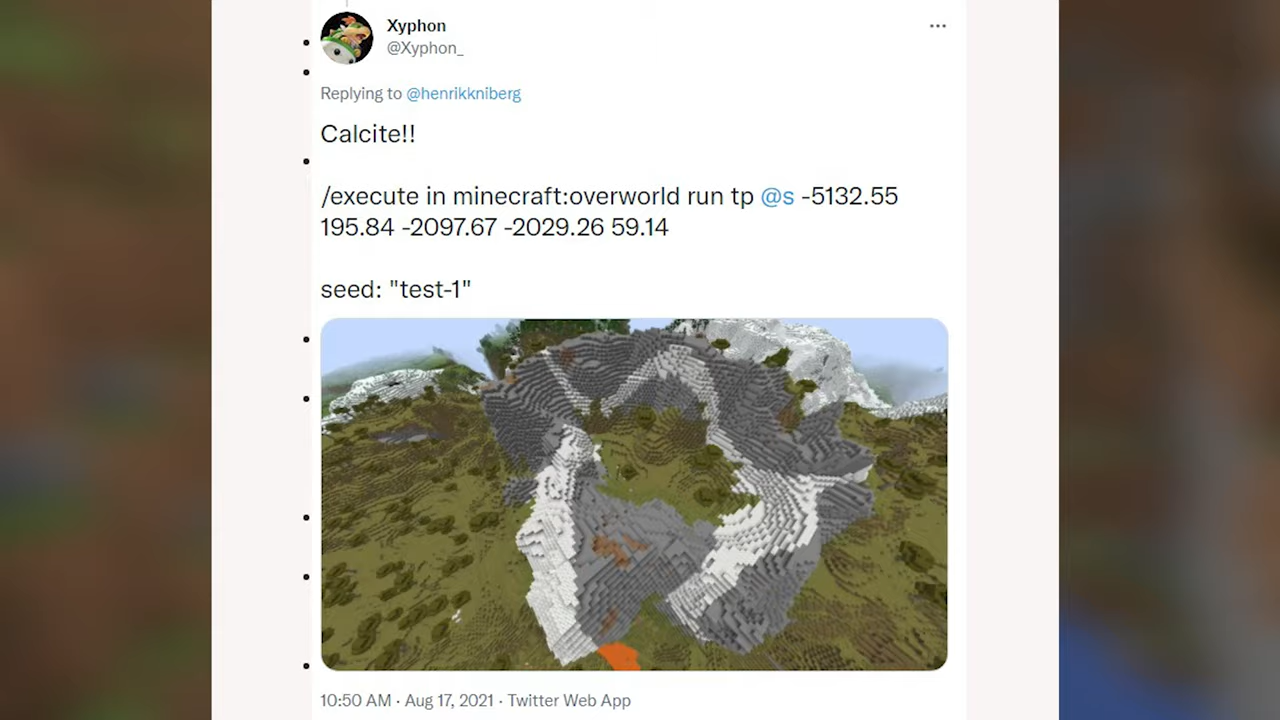 Xyphon
@Xyphon_
Replying to @henrikkniberg
Calcite!!
/execute in minecraft:overworld run tp @s -5132.55
195.84 -2097.67 -2029.26 59.14
seed: "test-1"
10:50 AM · Aug 17, 2021 · Twitter Web App